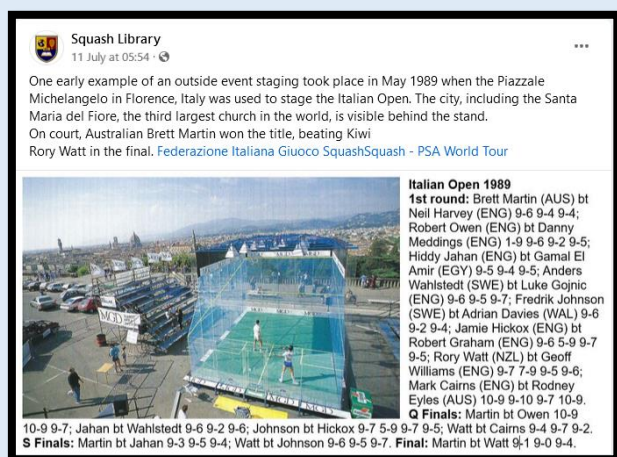 Squash Library
11 July at 05:54
One early example of an outside event staging took place in May 1989 when the Piazzale
Michelangelo in Florence, Italy was used to stage the Italian Open. The city, including the Santa
Maria del Fiore, the third largest church in the world, is visible behind the stand.
On court, Australian Brett Martin won the title, beating Kiwi
Rory Watt in the final. Federazione Italiana Giuoco SquashSquash - PSA World Tour
Italian Open 1989
1st round: Brett Martin (AUS) bt
Neil Harvey (ENG) 9-6 9-4 9-4;
Robert Owen (ENG) bt Danny
Meddings (ENG) 1-9 9-6 9-2 9-5;
Hiddy Jahan (ENG) bt Gamal El
Amir (EGY) 9-5 9-4 9-5; Anders
Wahlstedt (SWE) bt Luke Gojnic
(ENG) 9-6 9-5 9-7; Fredrik Johnson
(SWE) bt Adrian Davies (WAL) 9-6
9-2 9-4; Jamie Hickox (ENG) bt
Robert Graham (ENG) 9-6 5-9 9-7
9-5; Rory Watt (NZL) bt Geoff
Williams (ENG) 9-7 7-9 9-5 9-6;
Mark Cairns (ENG) bt Rodney
Eyles (AUS) 10-9 9-10 9-7 10-9.
Q Finals: Martin bt Owen 10-9
10-9 9-7; Jahan bt Wahlstedt 9-6 9-2 9-6; Johnson bt Hickox 9-7 5-9 9-7 9-5; Watt bt Cairns 9-4 9-7 9-2.
S Finals: Martin bt Jahan 9-3 9-5 9-4; Watt bt Johnson 9-6 9-5 9-7. Final: Martin bt Watt 9-1 9-0 9-4.
MGD